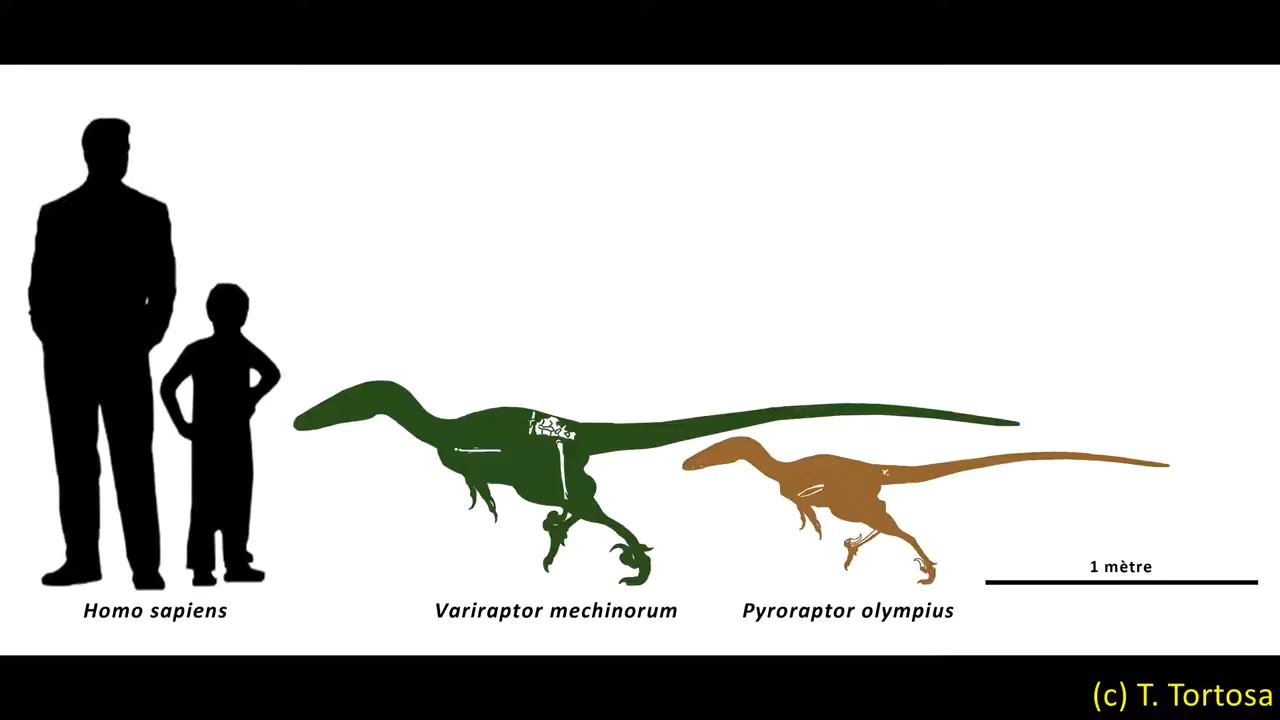 1 mètre
Homo sapiens
Variraptor mechinorum
Pyroraptor olympius
(c) T. Tortosa